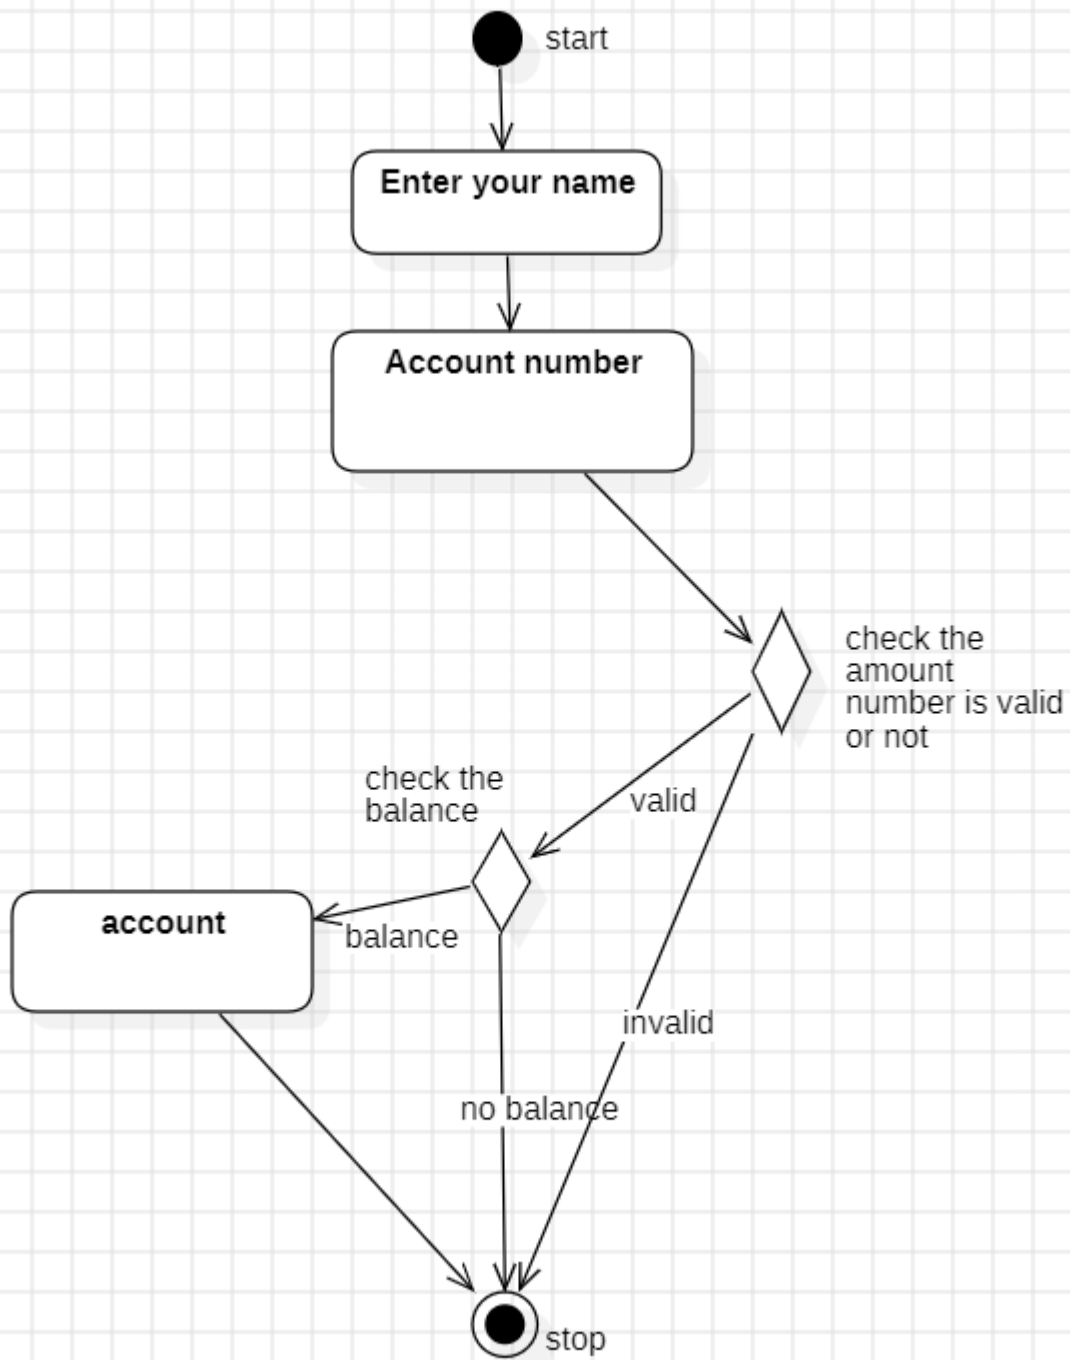 start
Enter your name
Account number
check the
amount
number is valid
or not
check the
balance
valid
account
balance
invalid
no balance
stop